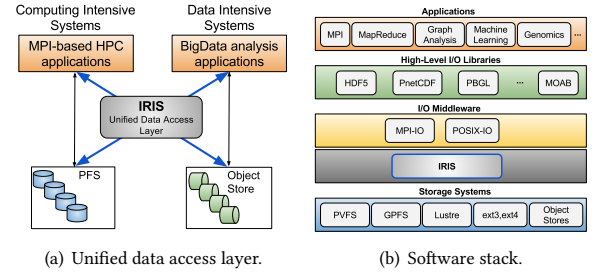 Computing Intensive
Systems
Data Intensive
Systems
MPI-based HPC
applications
BigData analysis
applications
IRIS
Unified Data Access
Layer
PFS
Object
Store
(a) Unified data access layer.
Applications
MPI
MapReduce
Graph
Analysis
Machine
Learning
Genomics
...
High-Level I/O Libraries
HDF5
PnetCDF
PBGL
...
MOAB
I/O Middleware
MPI-IO
POSIX-IO
IRIS
Storage Systems
PVFS
GPFS
Lustre
ext3,ext4
Object
Stores
(b) Software stack.